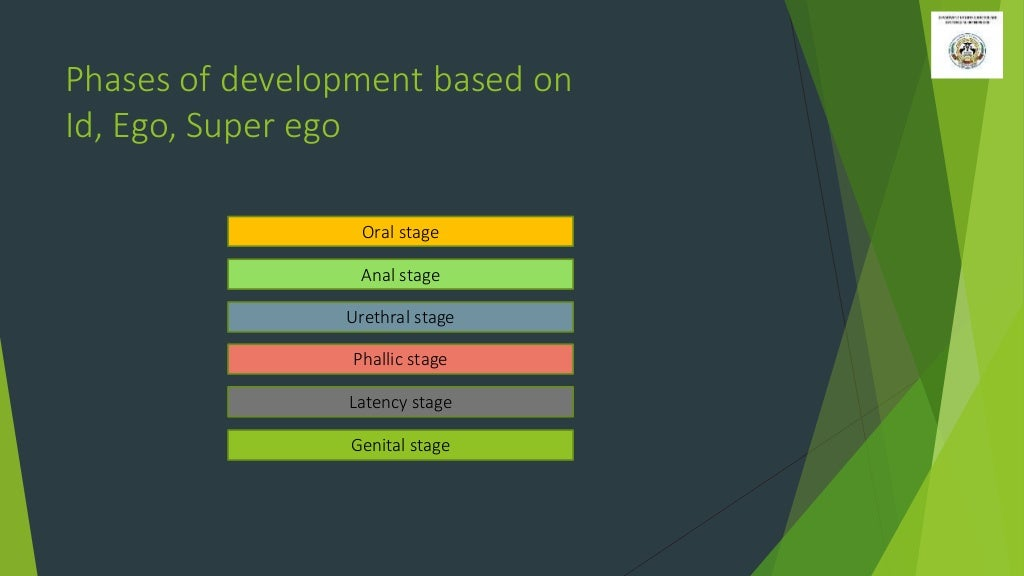 Phases of development based on
Id, Ego, Super ego
Oral stage
Anal stage
Urethral stage
Phallic stage
Latency stage
Genital stage